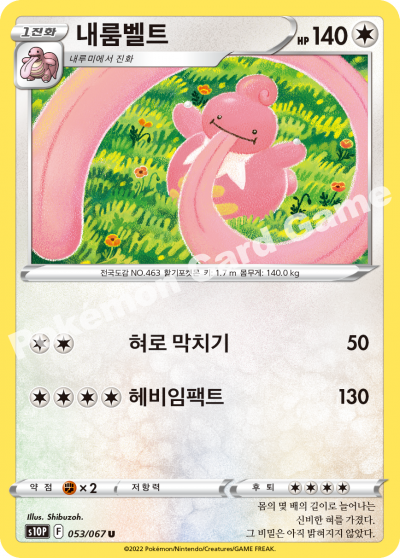 1진화
내룸벨트
HP 140
내루미에서 진화
전국도감 NO.463 핥기포켓몬 키: 1.7 m 몸무게: 140.0 kg
혀로 막치기 50
헤비임팩트 130
약점 ×2 저항력 후퇴
몸의 몇 배의 길이로 늘어나는
신비한 혀를 가졌다.
그 비밀은 아직 밝혀지지 않았다.
Illus. Shibuzoh.
s10P F 053/067 U
©2022 Pokémon/Nintendo/Creatures/GAME FREAK.
Pokémon Card Game